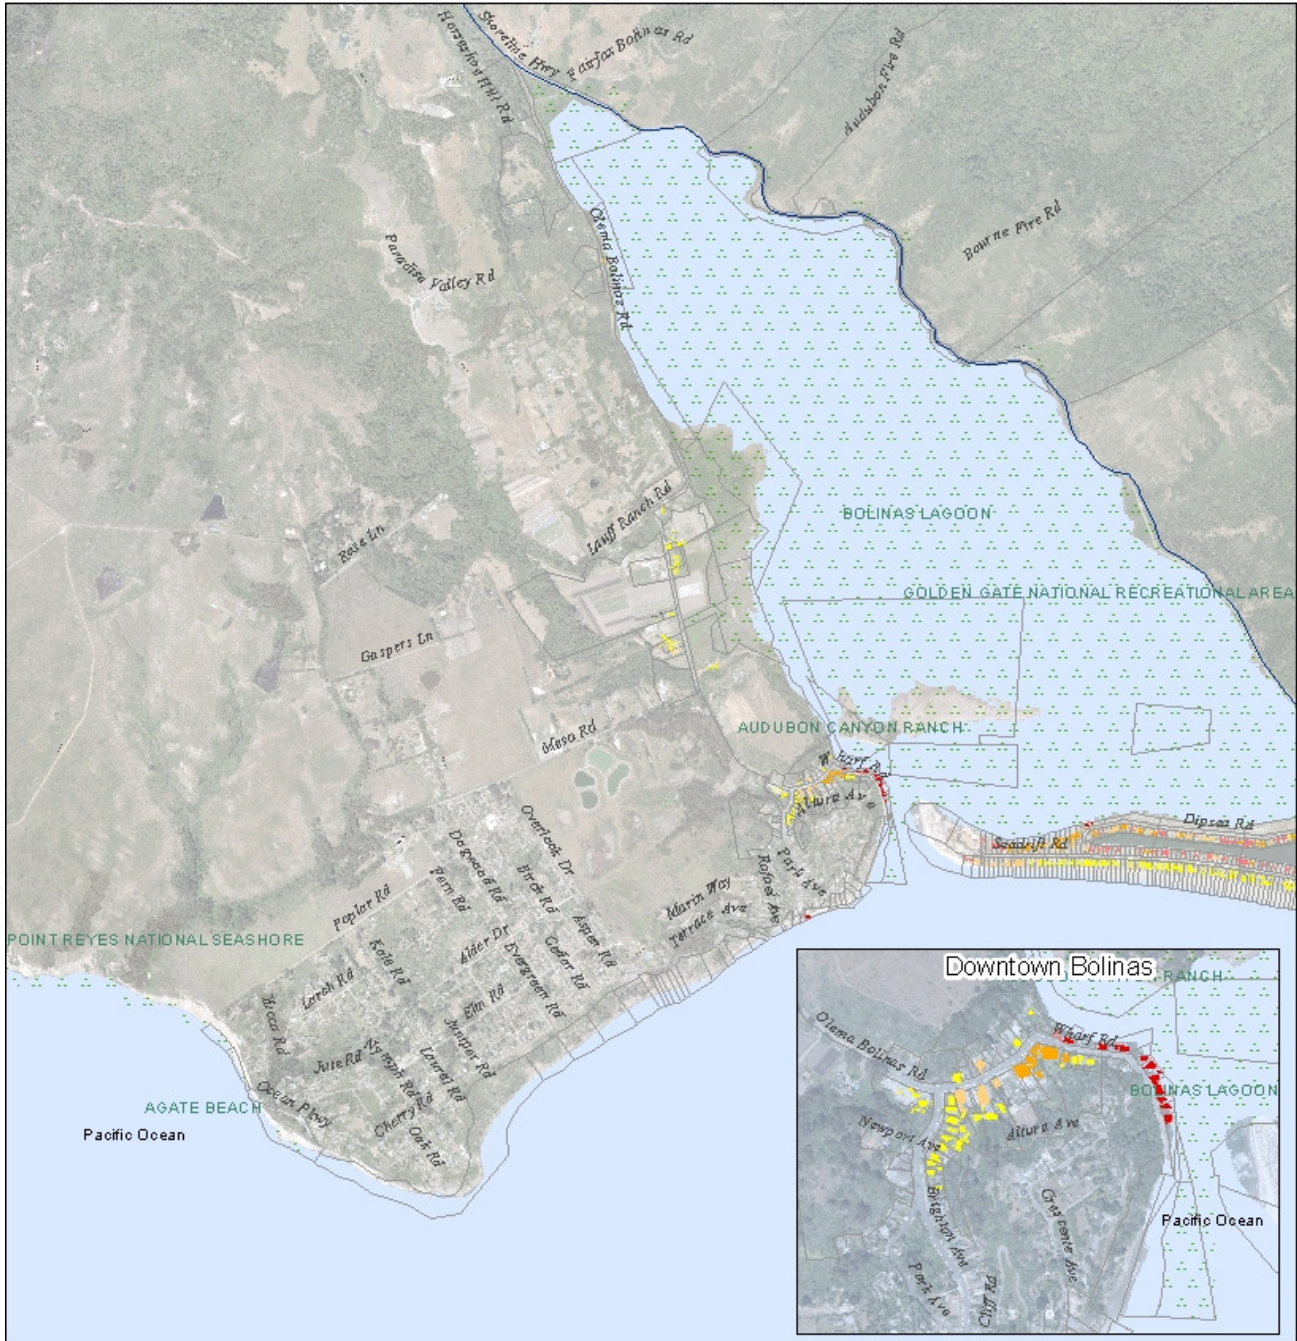 Shoreline Hwy
Fairfax Bolinas Rd
Horseshoe Hill Rd
Audubon Fire Rd
Bourne Fire Rd
Olema Bolinas Rd
Paradise Valley Rd
Lauff Ranch Rd
BOLINAS LAGOON
Rosa Ln
GOLDEN GATE NATIONAL RECREATIONAL AREA
Gaspers Ln
AUDUBON CANYON RANCH
Mesa Rd
Wharf Rd
Altura Ave
Overlook Dr
Dipsea Rd
Seadrift Rd
Dogwood Rd
Birch Rd
Park Ave
Rafael Ave
Fern Rd
Marin Way
Terrace Ave
Poplar Rd
Aspen Rd
POINT REYES NATIONAL SEASHORE
Kale Rd
Alder Dr
Cedar Rd
Evergreen Rd
Larch Rd
Elm Rd
Yucca Rd
Juniper Rd
Jute Rd
Nymph Rd
Laurel Rd
Ocean Pkwy
Cherry Rd
Oak Rd
AGATE BEACH
Pacific Ocean
Downtown Bolinas
RANCH
Olema Bolinas Rd
Wharf Rd
BOLINAS LAGOON
Newport Ave
Altura Ave
Brighton Ave
Crescente Ave
Pacific Ocean
Park Ave
Cliff Rd